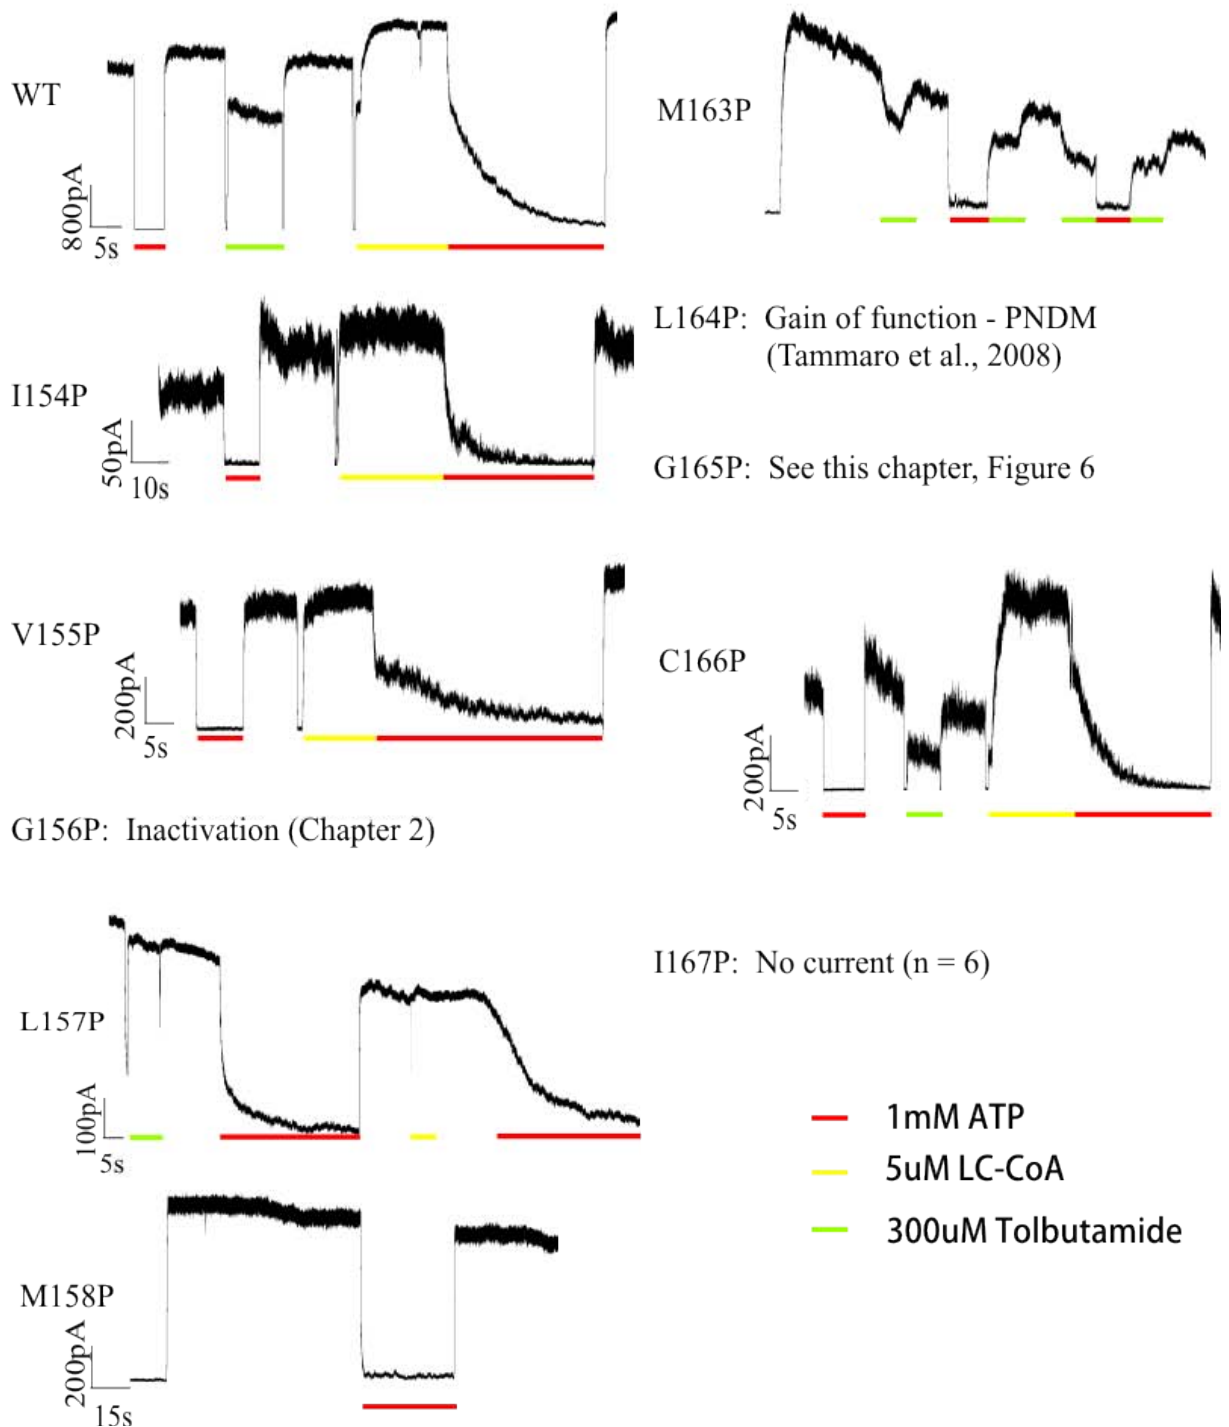 WT
800pA
5s
M163P
I154P
50pA
10s
L164P: Gain of function - PNDM
(Tammaro et al., 2008)
G165P: See this chapter, Figure 6
V155P
200pA
5s
C166P
200pA
5s
G156P: Inactivation (Chapter 2)
L157P
100pA
5s
I167P: No current (n = 6)
M158P
200pA
15s
1mM ATP
5uM LC-CoA
300uM Tolbutamide